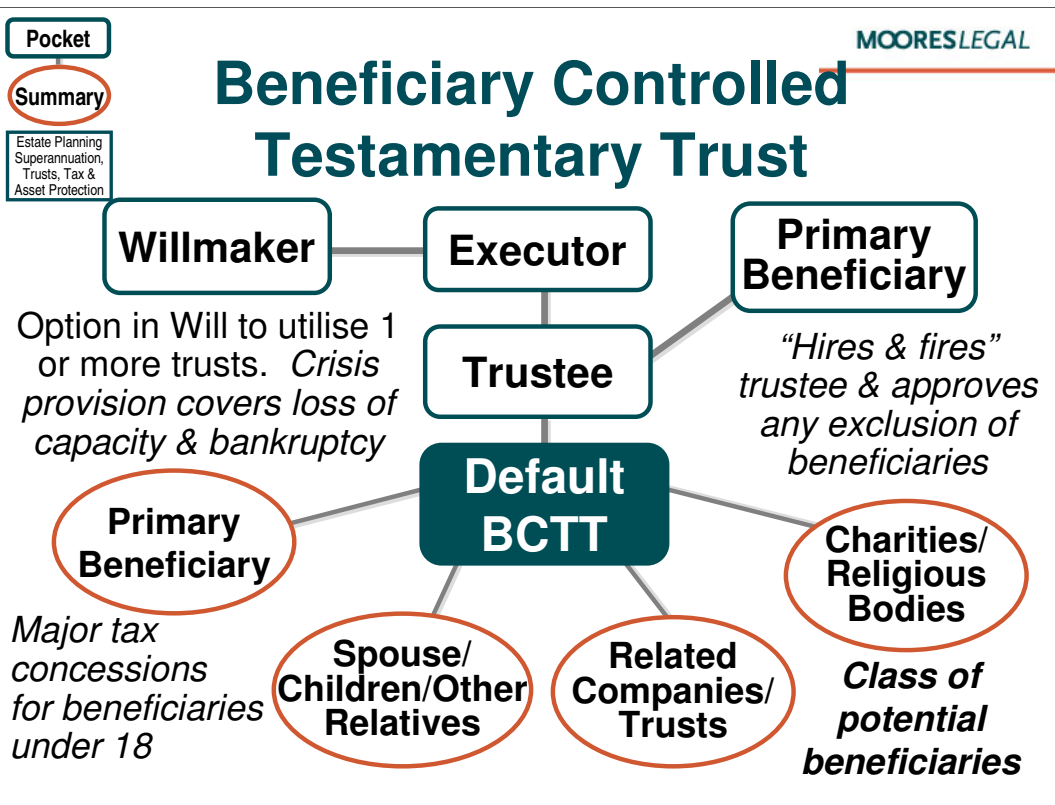 Pocket
Summary
Estate Planning
Superannuation,
Trusts, Tax &
Asset Protection
MOORESLEGAL
Beneficiary Controlled
Testamentary Trust
Willmaker
Executor
Primary
Beneficiary
Option in Will to utilise 1
or more trusts. Crisis
provision covers loss of
capacity & bankruptcy
Trustee
“Hires & fires”
trustee & approves
any exclusion of
beneficiaries
Default
BCTT
Primary
Beneficiary
Charities/
Religious
Bodies
Major tax
concessions
for beneficiaries
under 18
Spouse/
Children/Other
Relatives
Related
Companies/
Trusts
Class of
potential
beneficiaries